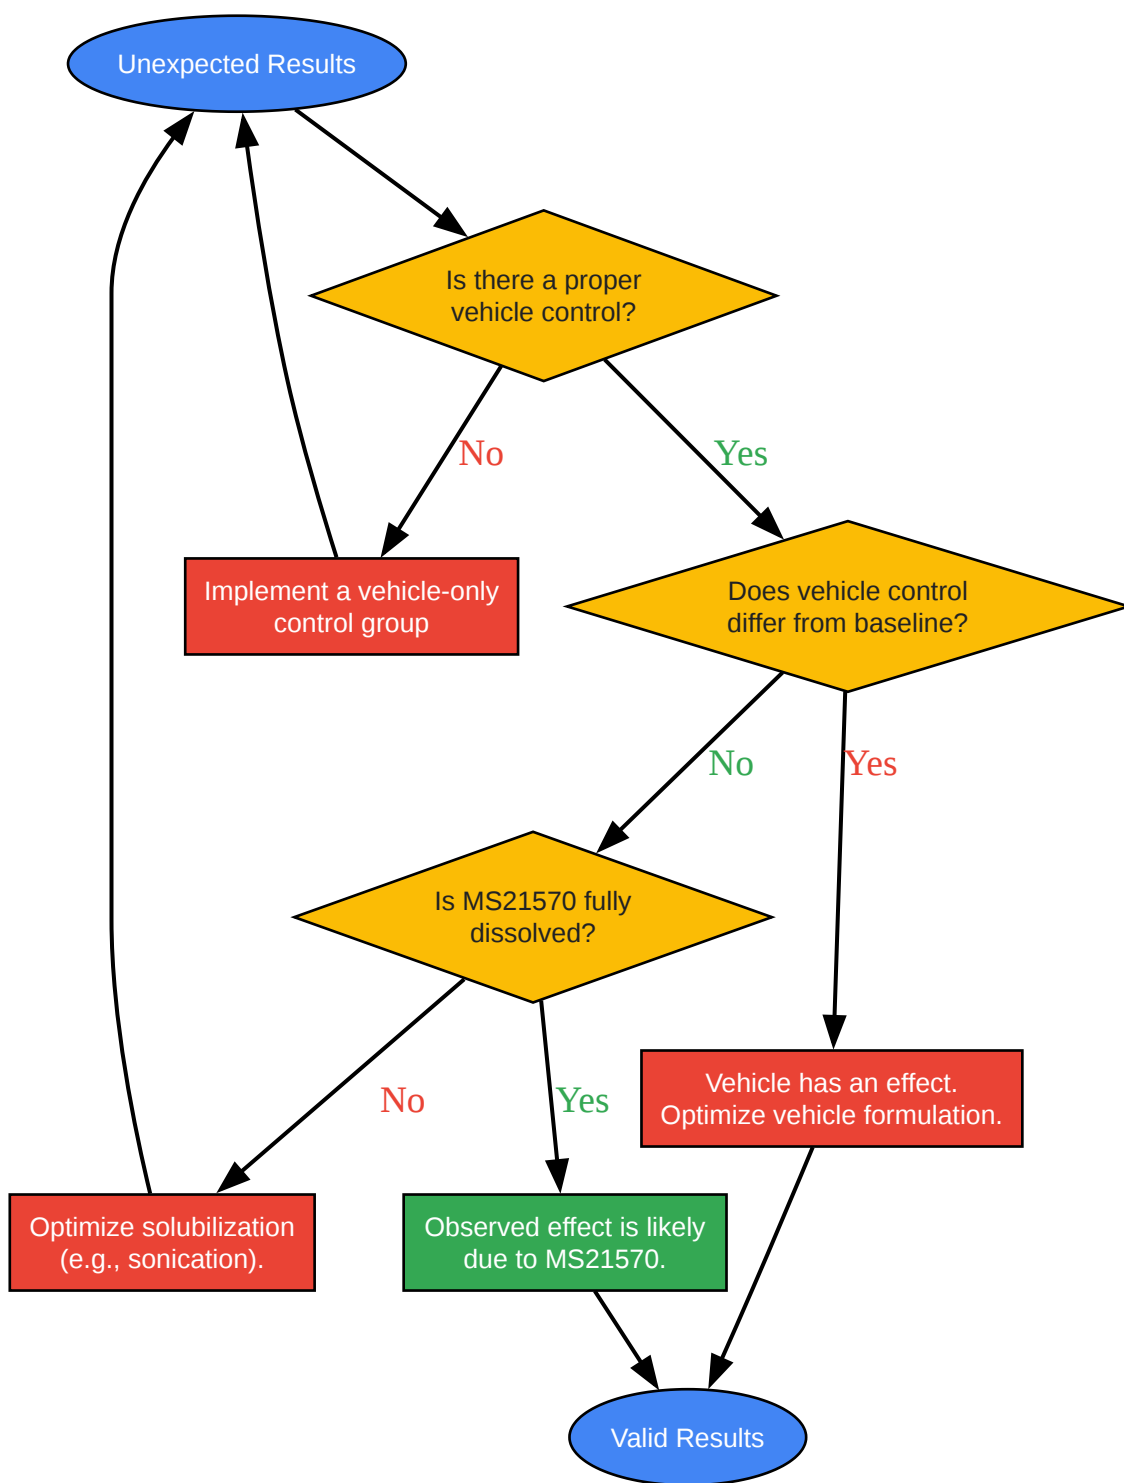 Unexpected Results
Is there a proper
vehicle control?
No
Yes
Implement a vehicle-only
control group
Does vehicle control
differ from baseline?
No
Yes
Is MS21570 fully
dissolved?
No
Yes
Vehicle has an effect.
Optimize vehicle formulation.
Optimize solubilization
(e.g., sonication).
Observed effect is likely
due to MS21570.
Valid Results